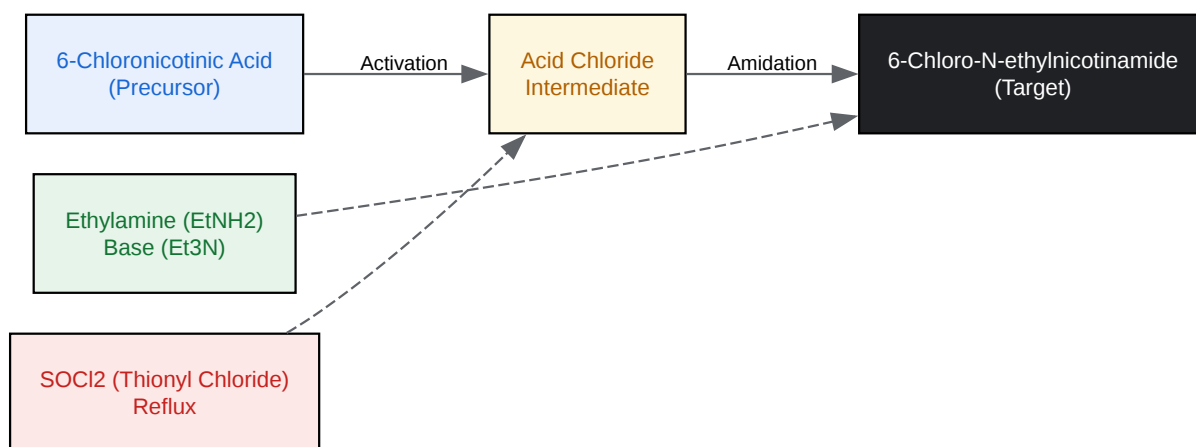 6-Chloronicotinic Acid
(Precursor)
Activation
Acid Chloride
Intermediate
Amidation
6-Chloro-N-ethylnicotinamide
(Target)
Ethylamine (EtNH2)
Base (Et3N)
SOCl2 (Thionyl Chloride)
Reflux